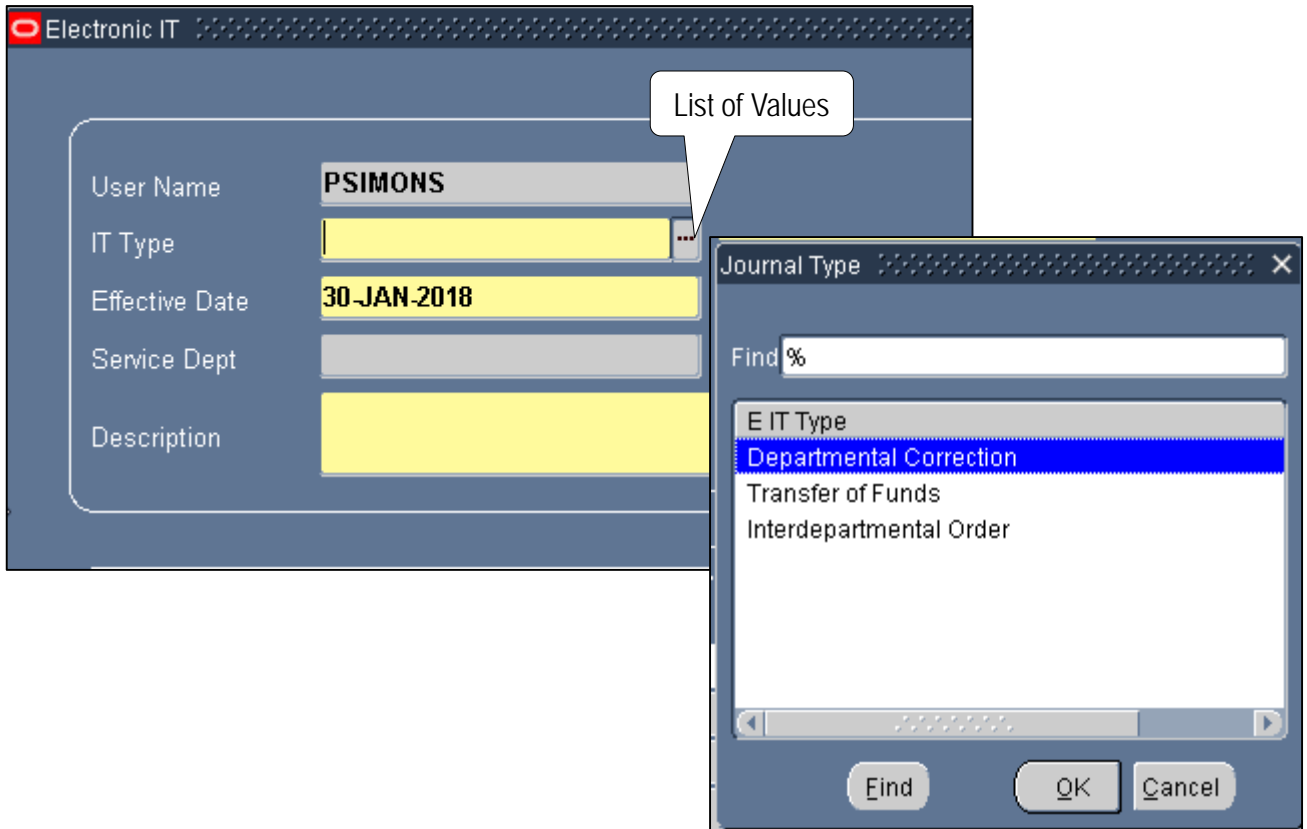 Electronic IT
List of Values
User Name PSIMONS
IT Type ...
Effective Date 30-JAN-2018
Service Dept
Description
Journal Type
Find %
E IT Type
Departmental Correction
Transfer of Funds
Interdepartmental Order
Find OK Cancel